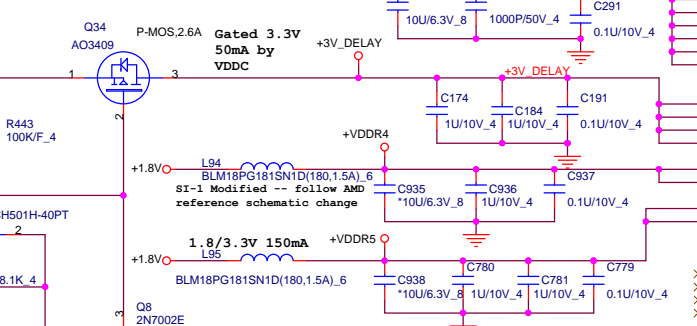 C291
10U/6.3V_8
1000P/50V_4
0.1U/10V_4
Q34
AO3409
P-MOS,2.6A
Gated 3.3V
50mA by
VDDC
+3V_DELAY
1
3
2
+3V_DELAY
C174
C184
C191
1U/10V_4
1U/10V_4
0.1U/10V_4
R443
100K/F_4
+VDDR4
+1.8V
L94
BLM18PG181SN1D(180,1.5A)_6
SI-1 Modified -- follow AMD
reference schematic change
C935
C936
C937
*10U/6.3V_8
1U/10V_4
0.1U/10V_4
CH501H-40PT
2
1.8/3.3V 150mA
+VDDR5
+1.8V
L95
BLM18PG181SN1D(180,1.5A)_6
C938
C780
C781
C779
*10U/6.3V_8
1U/10V_4
1U/10V_4
0.1U/10V_4
8.1K_4
3
Q8
2N7002E